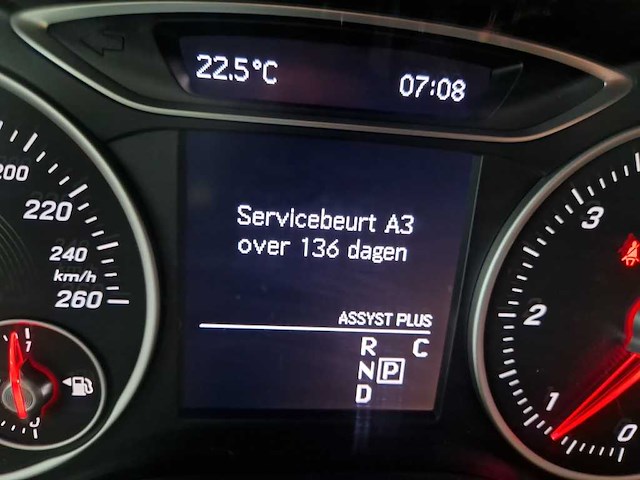 22.5°C
07:08
200
220
240
km/h
260
Servicebeurt A3
over 136 dagen
ASSYST PLUS
R C
N P
D
3
2
1
0